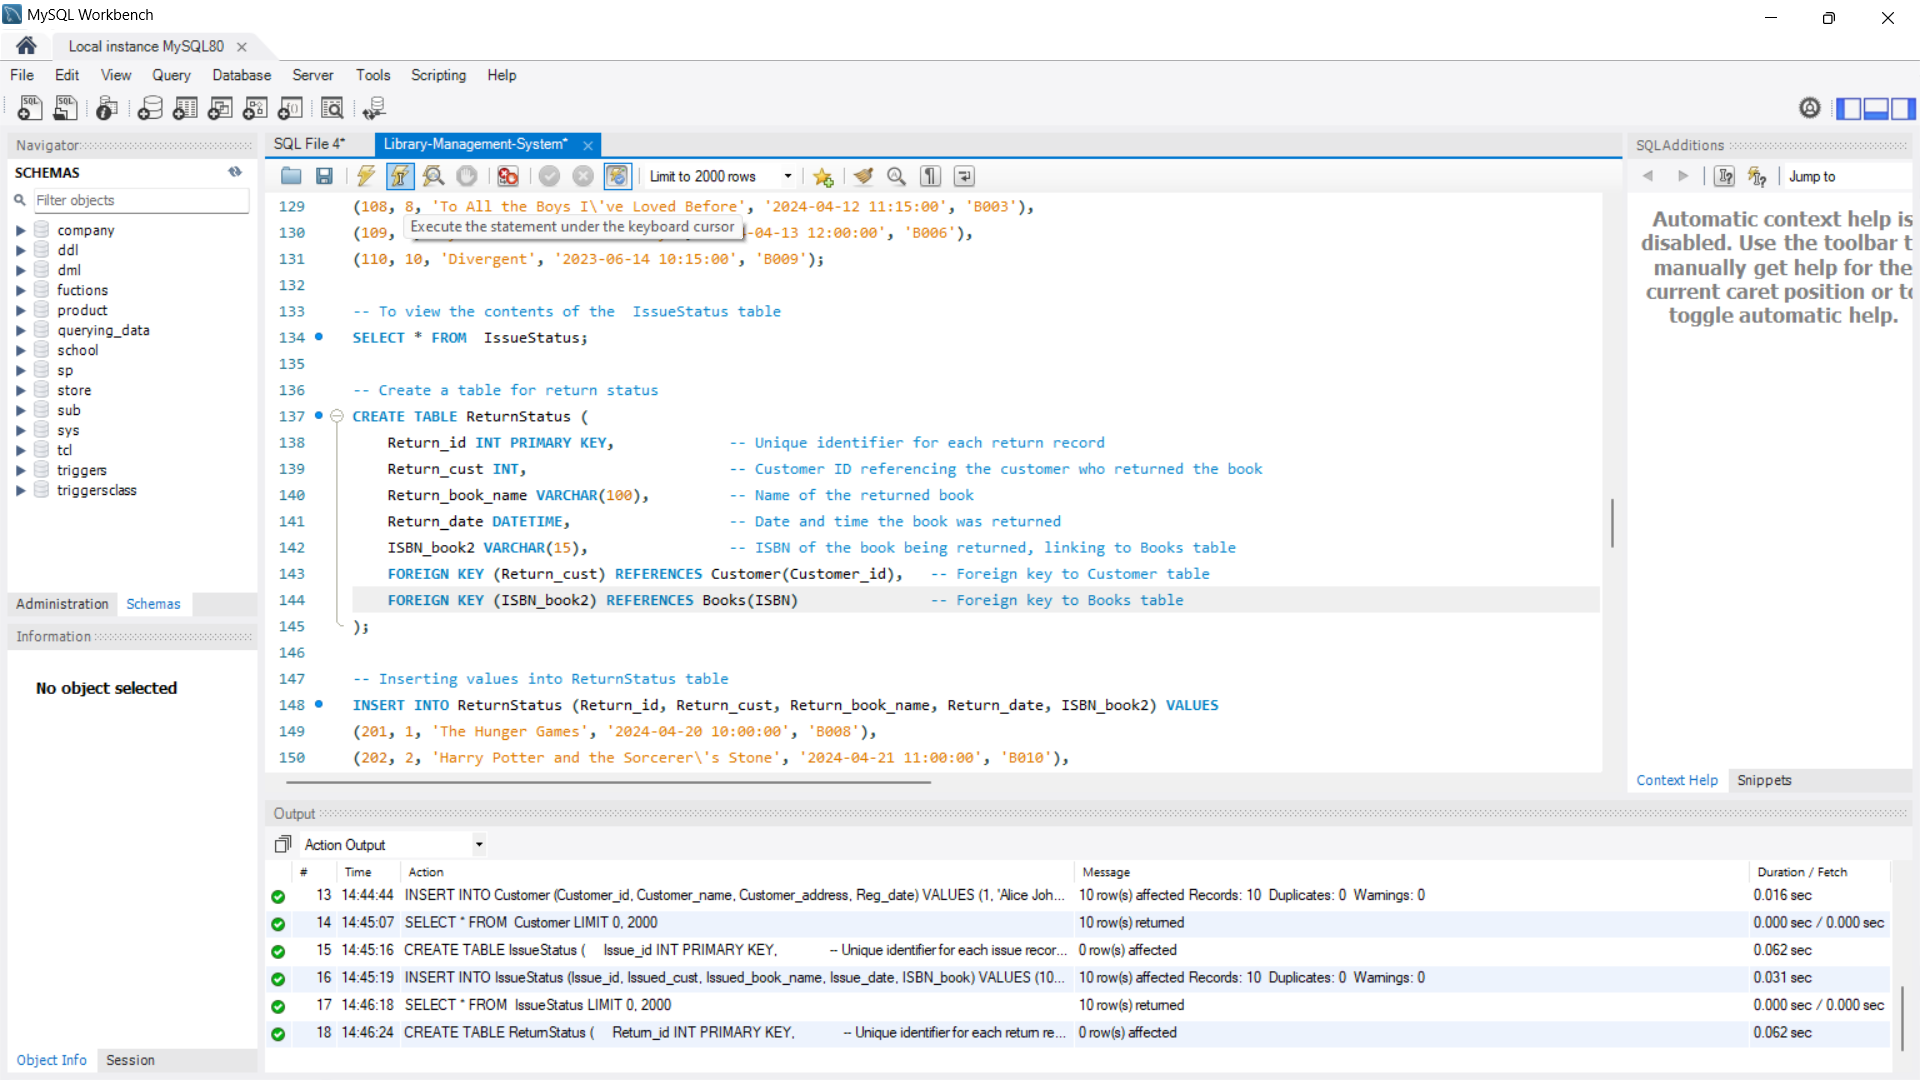 MySQL Workbench
Local instance MySQL80
File Edit View Query Database Server Tools Scripting Help
Navigator
SCHEMAS
Filter objects
company
ddl
dml
fuctions
product
querying_data
school
sp
store
sub
sys
tcl
triggers
triggersclass
Administration Schemas
Information
No object selected
Object Info Session
SQL File 4* Library-Management-System*
Limit to 2000 rows
129 (108, 8, 'To All the Boys I\'ve Loved Before', '2024-04-12 11:15:00', 'B003'),
Execute the statement under the keyboard cursor
130 (109, -04-13 12:00:00', 'B006'),
131 (110, 10, 'Divergent', '2023-06-14 10:15:00', 'B009');
132
133 -- To view the contents of the  IssueStatus table
134 SELECT * FROM  IssueStatus;
135
136 -- Create a table for return status
137 CREATE TABLE ReturnStatus (
138 Return_id INT PRIMARY KEY, -- Unique identifier for each return record
139 Return_cust INT, -- Customer ID referencing the customer who returned the book
140 Return_book_name VARCHAR(100), -- Name of the returned book
141 Return_date DATETIME, -- Date and time the book was returned
142 ISBN_book2 VARCHAR(15), -- ISBN of the book being returned, linking to Books table
143 FOREIGN KEY (Return_cust) REFERENCES Customer(Customer_id), -- Foreign key to Customer table
144 FOREIGN KEY (ISBN_book2) REFERENCES Books(ISBN) -- Foreign key to Books table
145 );
146
147 -- Inserting values into ReturnStatus table
148 INSERT INTO ReturnStatus (Return_id, Return_cust, Return_book_name, Return_date, ISBN_book2) VALUES
149 (201, 1, 'The Hunger Games', '2024-04-20 10:00:00', 'B008'),
150 (202, 2, 'Harry Potter and the Sorcerer\'s Stone', '2024-04-21 11:00:00', 'B010'),
SQLAdditions
Jump to
Automatic context help is
disabled. Use the toolbar t
manually get help for the
current caret position or to
toggle automatic help.
Context Help Snippets
Output
Action Output
# Time Action Message Duration / Fetch
13 14:44:44 INSERT INTO Customer (Customer_id, Customer_name, Customer_address, Reg_date) VALUES (1, 'Alice Joh... 10 row(s) affected Records: 10 Duplicates: 0 Warnings: 0 0.016 sec
14 14:45:07 SELECT * FROM Customer LIMIT 0, 2000 10 row(s) returned 0.000 sec / 0.000 sec
15 14:45:16 CREATE TABLE IssueStatus ( Issue_id INT PRIMARY KEY, -- Unique identifier for each issue recor... 0 row(s) affected 0.062 sec
16 14:45:19 INSERT INTO IssueStatus (Issue_id, Issued_cust, Issued_book_name, Issue_date, ISBN_book) VALUES (10... 10 row(s) affected Records: 10 Duplicates: 0 Warnings: 0 0.031 sec
17 14:46:18 SELECT * FROM IssueStatus LIMIT 0, 2000 10 row(s) returned 0.000 sec / 0.000 sec
18 14:46:24 CREATE TABLE ReturnStatus ( Return_id INT PRIMARY KEY, -- Unique identifier for each return re... 0 row(s) affected 0.062 sec